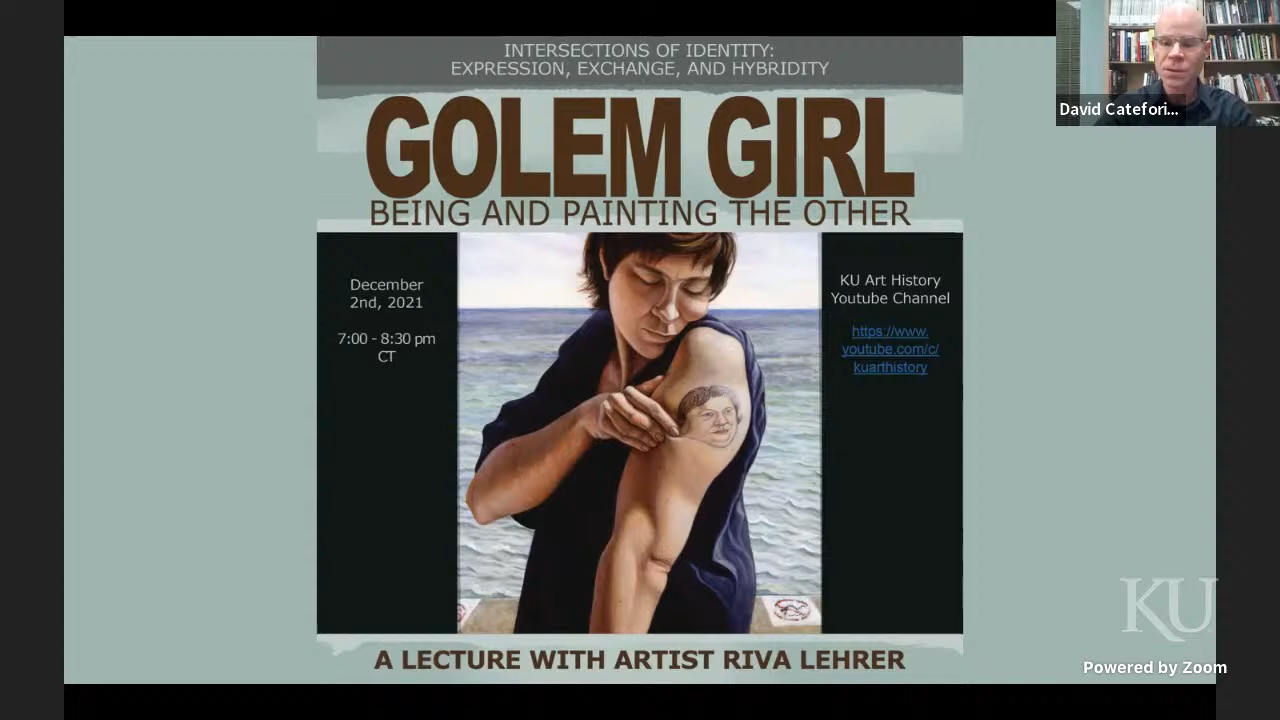 INTERSECTIONS OF IDENTITY:
EXPRESSION, EXCHANGE, AND HYBRIDITY
GOLEM GIRL
BEING AND PAINTING THE OTHER
December
2nd, 2021
7:00 - 8:30 pm
CT
KU Art History
Youtube Channel
https://www.
youtube.com/c/
kuarthistory
A LECTURE WITH ARTIST RIVA LEHRER
David Catefori...
KU
Powered by Zoom